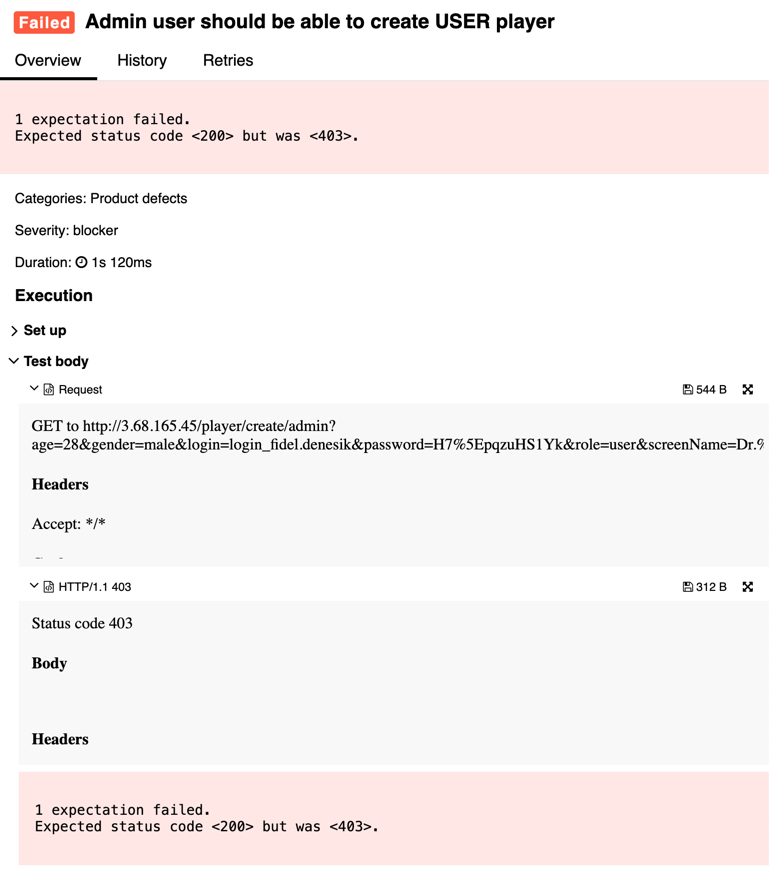 Failed Admin user should be able to create USER player
Overview History Retries
1 expectation failed.
Expected status code <200> but was <403>.
Categories: Product defects
Severity: blocker
Duration: 1s 120ms
Execution
Set up
Test body
Request 544 B
GET to http://3.68.165.45/player/create/admin?
age=28&gender=male&login=login_fidel.denesik&password=H7%5EpqzuHS1Yk&role=user&screenName=Dr.%
Headers
Accept: */*
HTTP/1.1 403 312 B
Status code 403
Body
Headers
1 expectation failed.
Expected status code <200> but was <403>.